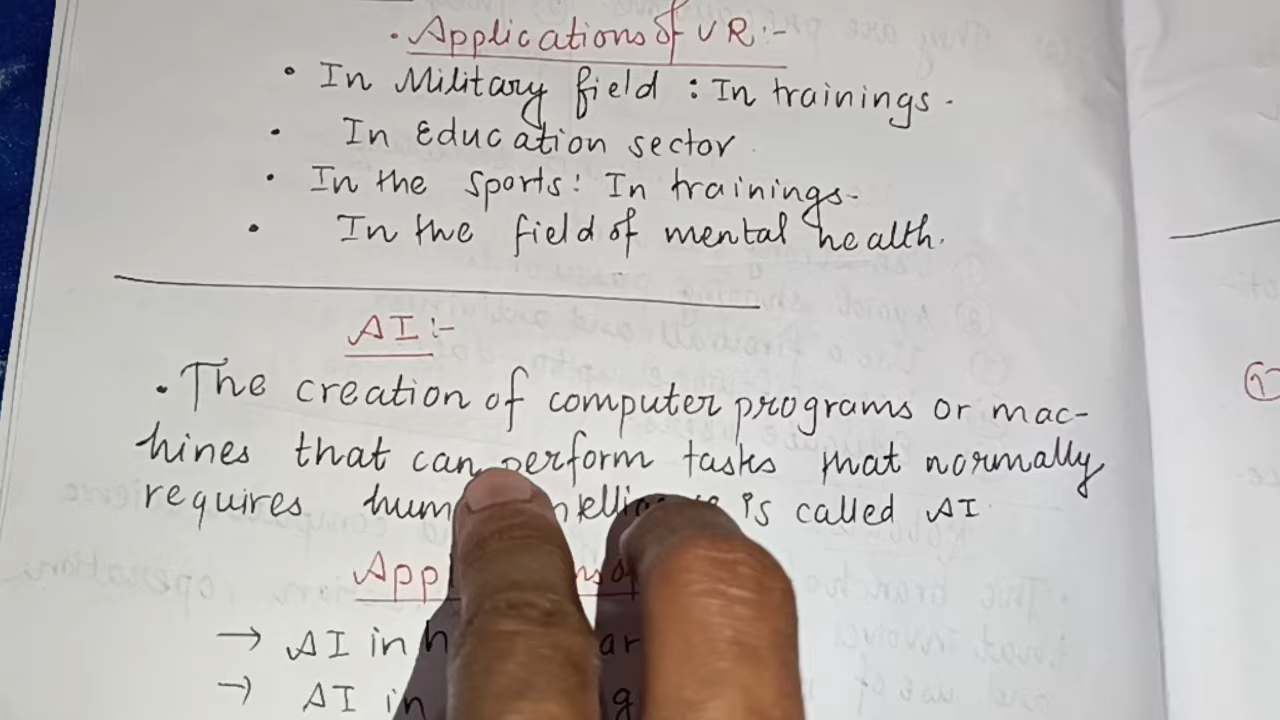 • Applications of VR :-
• In Military field : In trainings.
• In Education sector
• In the sports : In trainings.
• In the field of mental health.
AI :-
• The creation of computer programs or mac-
hines that can perform tasks that normally
requires is called AI.
→ AI in
→ AI in